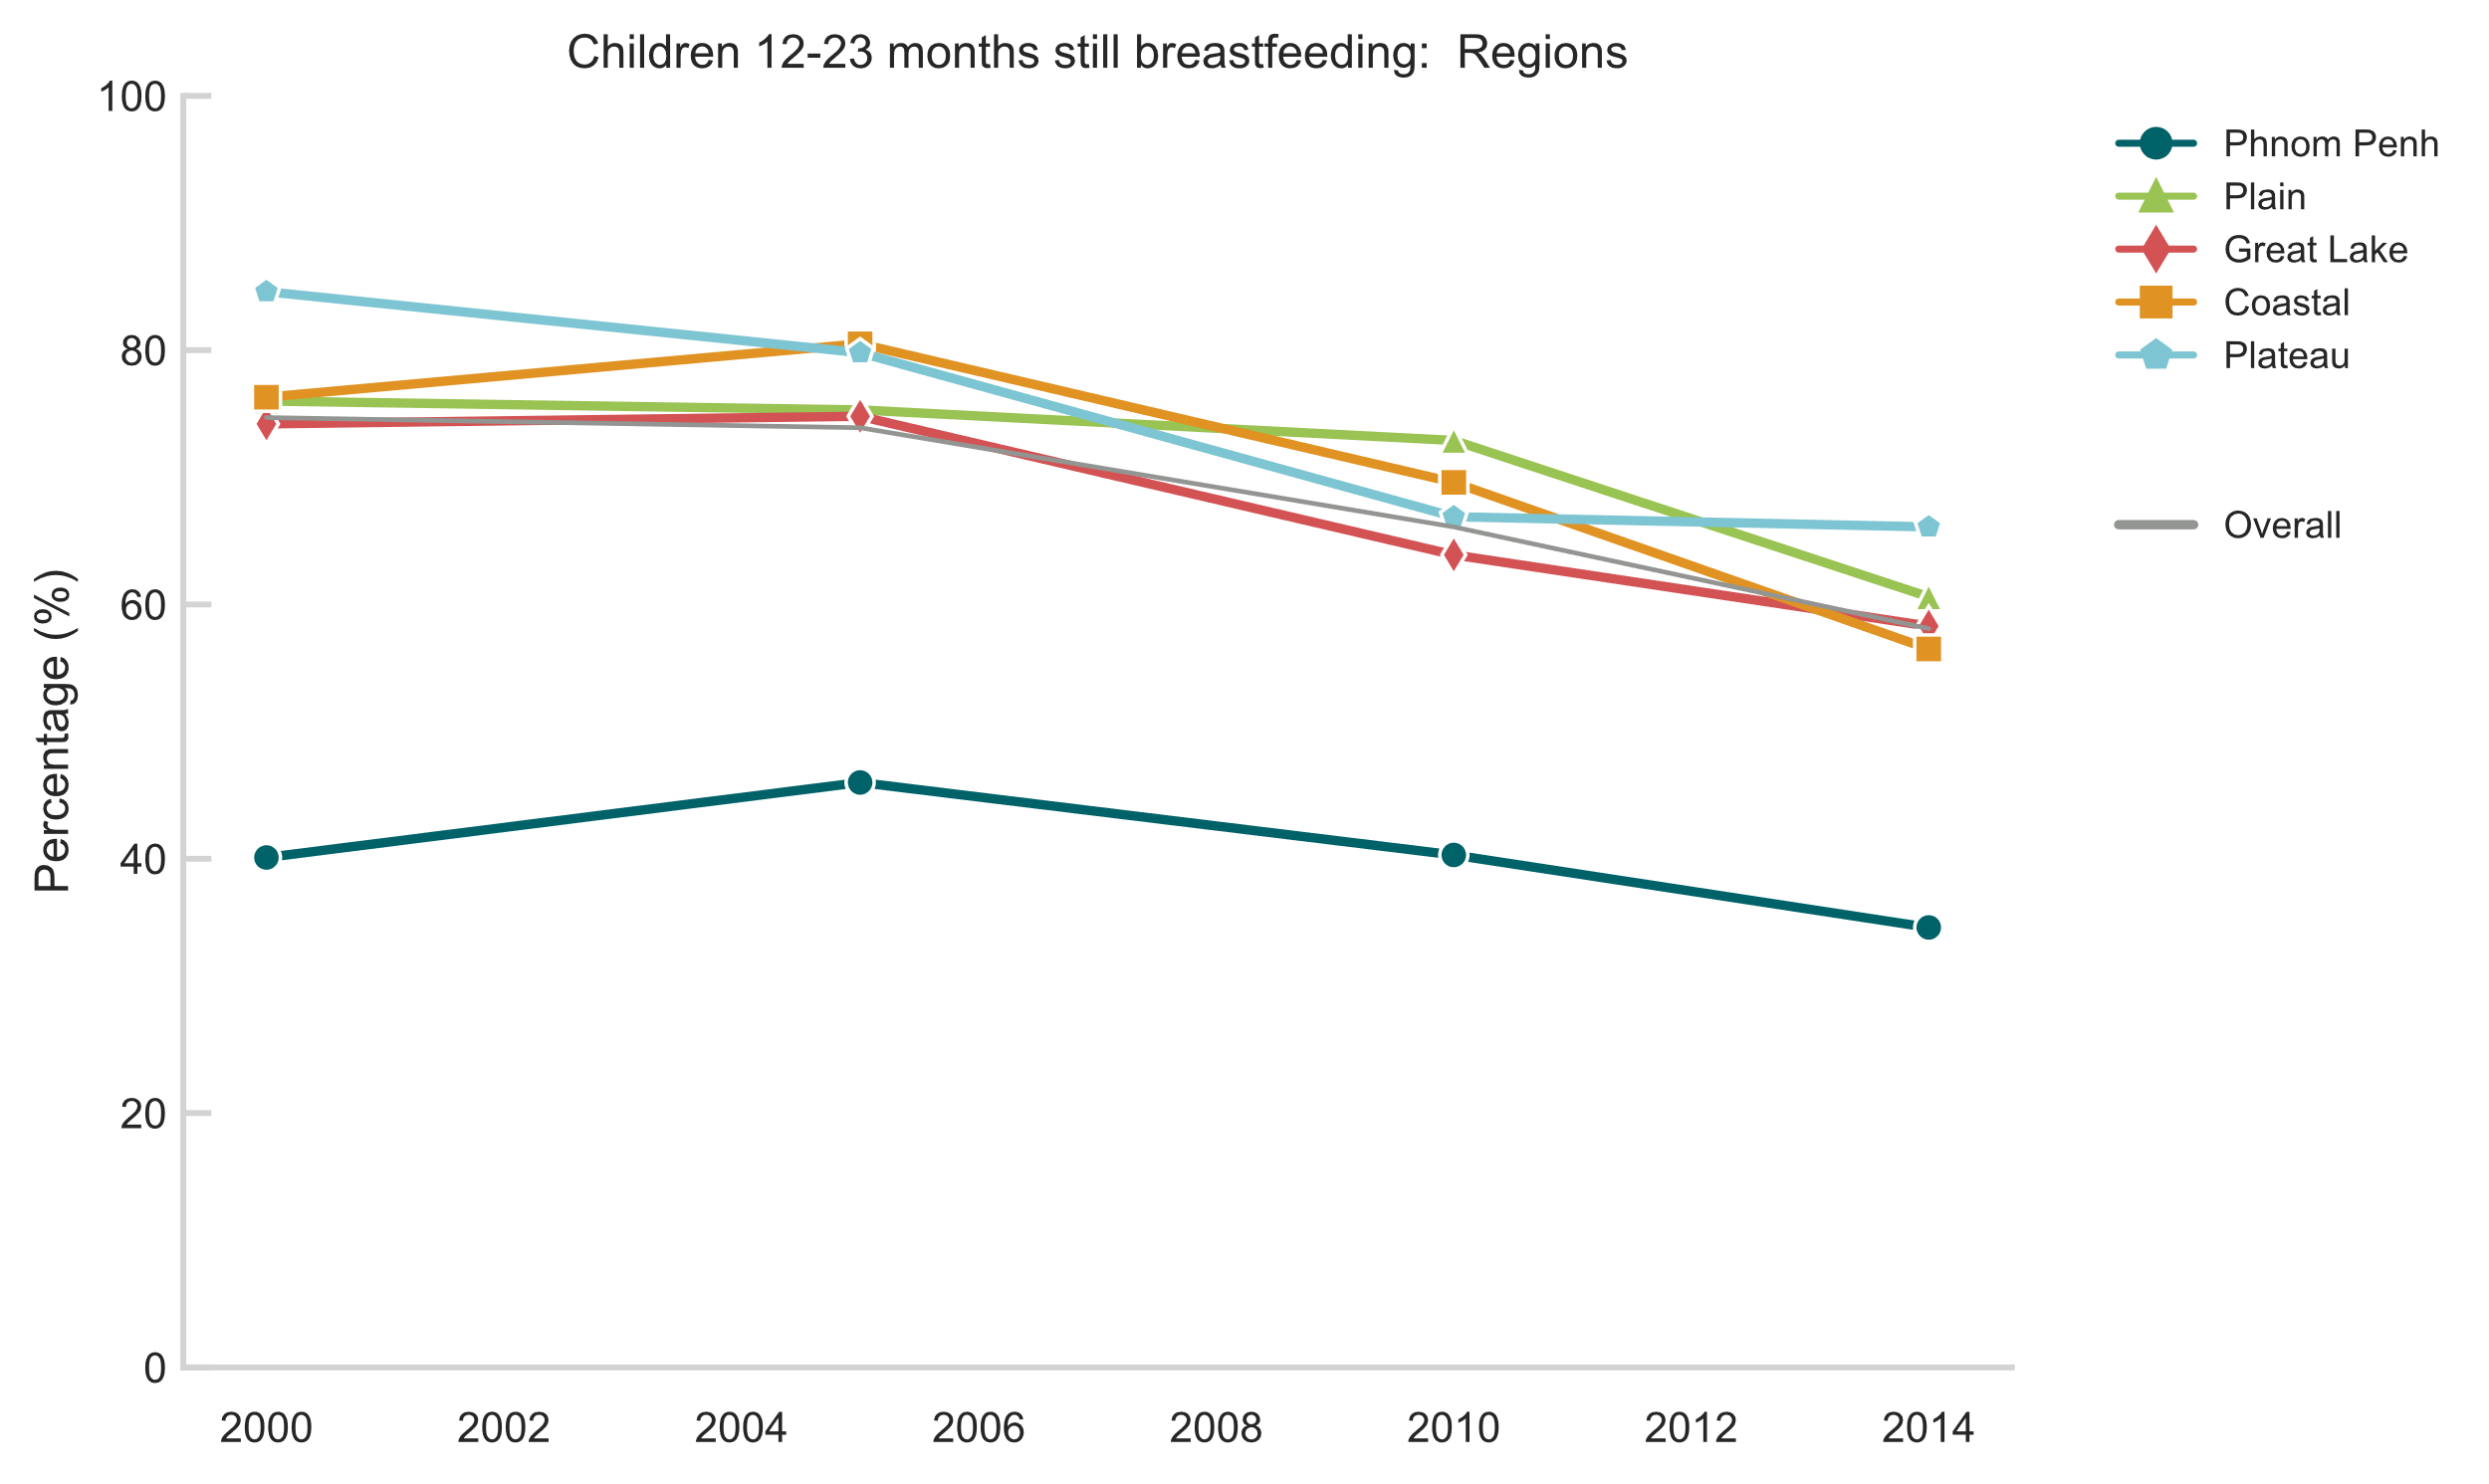 Children 12-23 months still breastfeeding:  Regions
Percentage (%)
100
80
60
40
20
0
2000 2002 2004 2006 2008 2010 2012 2014
Phnom Penh
Plain
Great Lake
Coastal
Plateau
Overall